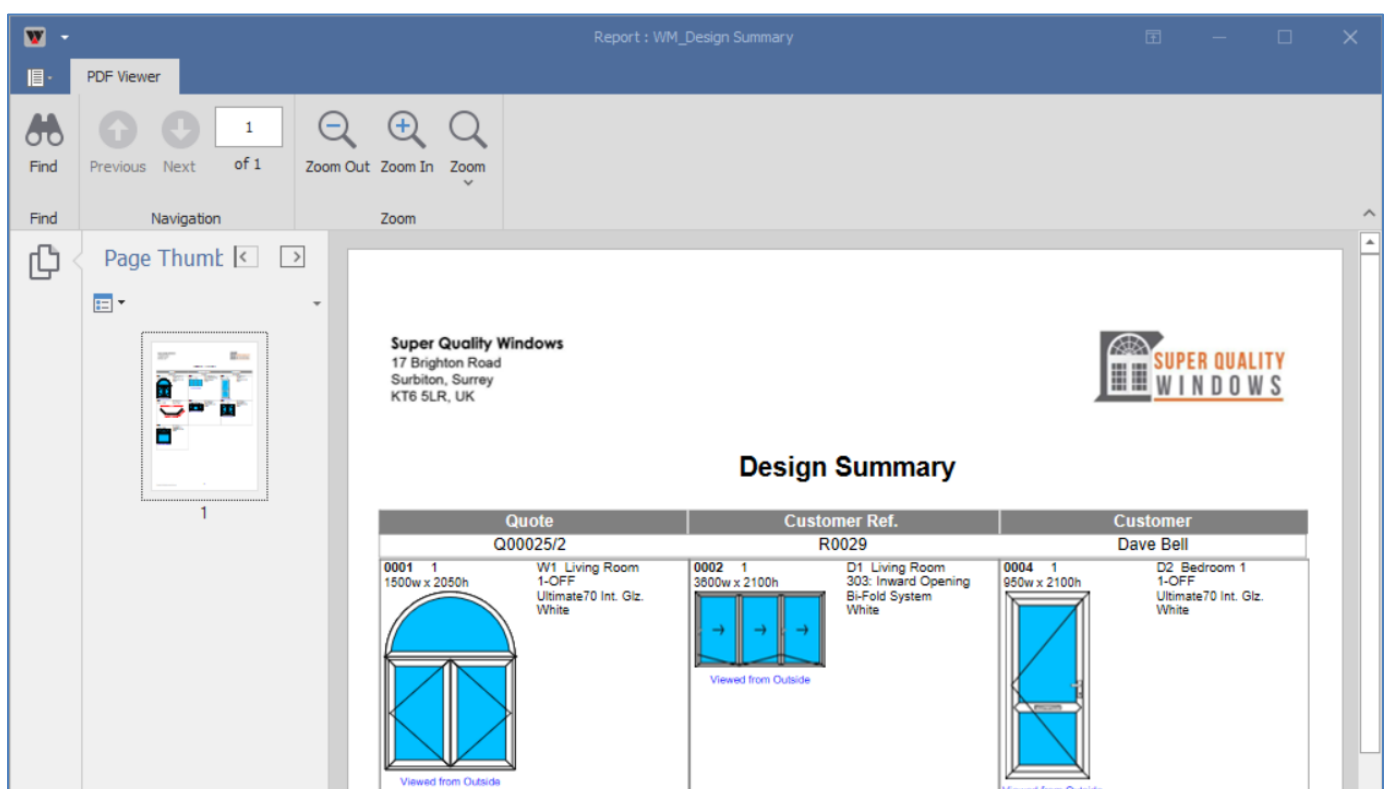 Report : WM_Design Summary
PDF Viewer
Find
Previous
Next
1
of 1
Zoom Out
Zoom In
Zoom
Find
Navigation
Zoom
Page Thumb
1
Super Quality Windows
17 Brighton Road
Surbiton, Surrey
KT6 5LR, UK
SUPER QUALITY
WINDOWS
Design Summary
Quote
Customer Ref.
Customer
Q00025/2
R0029
Dave Bell
0001 1
1500w x 2050h
W1 Living Room
1-OFF
Ultimate70 Int. Glz.
White
Viewed from Outside
0002 1
3600w x 2100h
D1 Living Room
303: Inward Opening
Bi-Fold System
White
Viewed from Outside
0004 1
950w x 2100h
D2 Bedroom 1
1-OFF
Ultimate70 Int. Glz.
White
Viewed from Outside